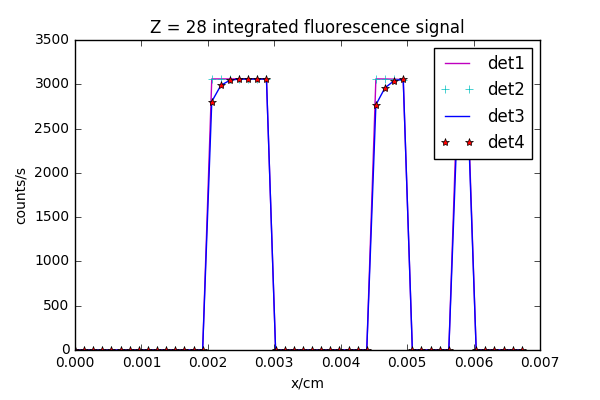 Z = 28 integrated fluorescence signal
3500
3000
2500
2000
1500
1000
500
0
counts/s
det1
det2
det3
det4
0.000 0.001 0.002 0.003 0.004 0.005 0.006 0.007
x/cm